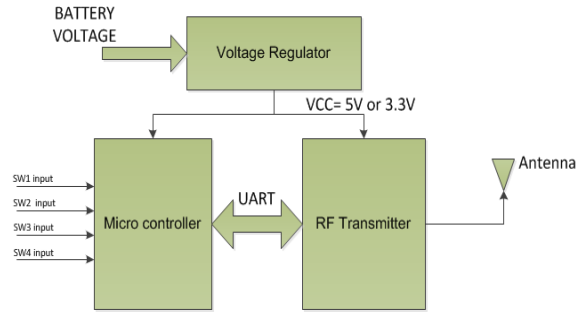 BATTERY
VOLTAGE
Voltage Regulator
VCC= 5V or 3.3V
SW1 input
SW2 input
SW3 input
SW4 input
Micro controller
UART
RF Transmitter
Antenna